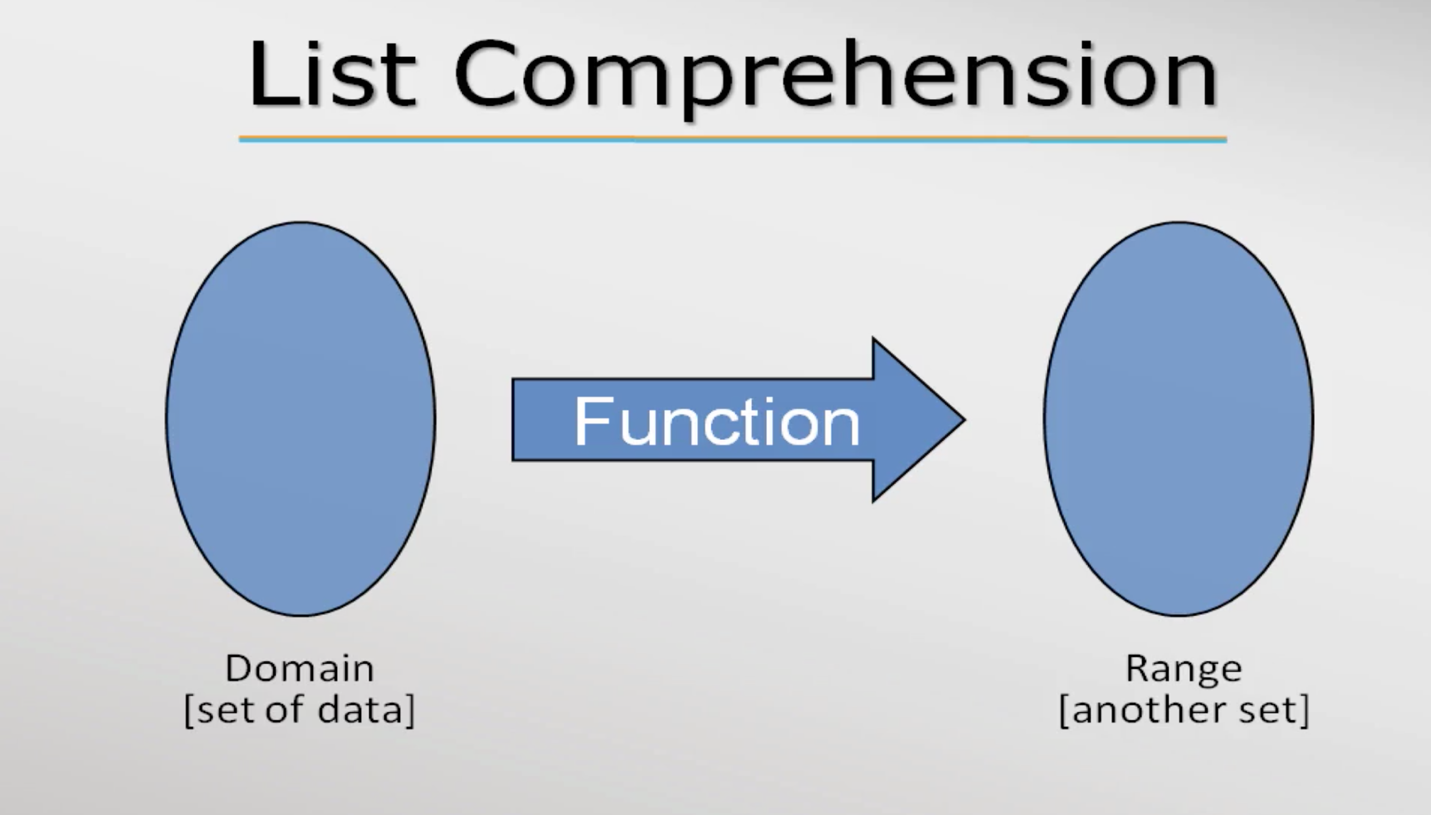 List Comprehension
Function
Domain
[set of data]
Range
[another set]